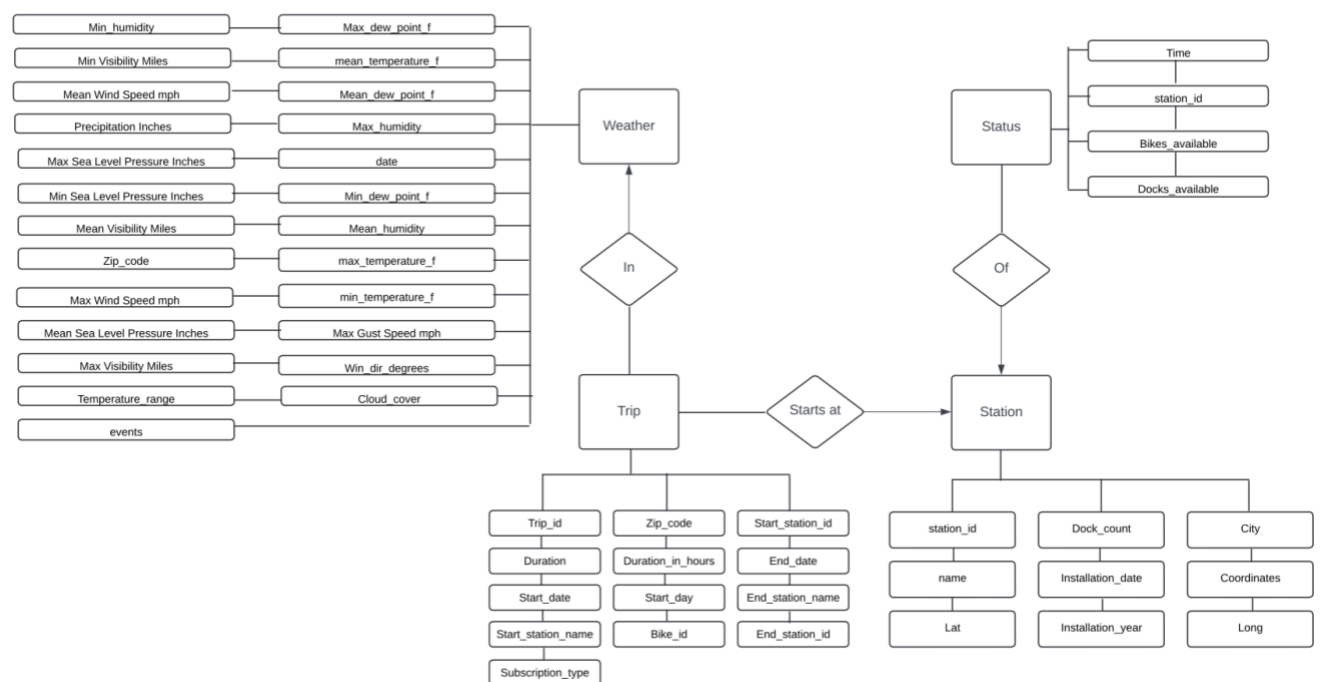 Min_humidity
Max_dew_point_f
Min Visibility Miles
mean_temperature_f
Mean Wind Speed mph
Mean_dew_point_f
Precipitation Inches
Max_humidity
Max Sea Level Pressure Inches
date
Min Sea Level Pressure Inches
Min_dew_point_f
Mean Visibility Miles
Mean_humidity
Zip_code
max_temperature_f
Max Wind Speed mph
min_temperature_f
Mean Sea Level Pressure Inches
Max Gust Speed mph
Max Visibility Miles
Win_dir_degrees
Temperature_range
Cloud_cover
events
Weather
In
Trip
Starts at
Station
Status
Of
Time
station_id
Bikes_available
Docks_available
Trip_id
Zip_code
Start_station_id
Duration
Duration_in_hours
End_date
Start_date
Start_day
End_station_name
Start_station_name
Bike_id
End_station_id
Subscription_type
station_id
Dock_count
City
name
Installation_date
Coordinates
Lat
Installation_year
Long